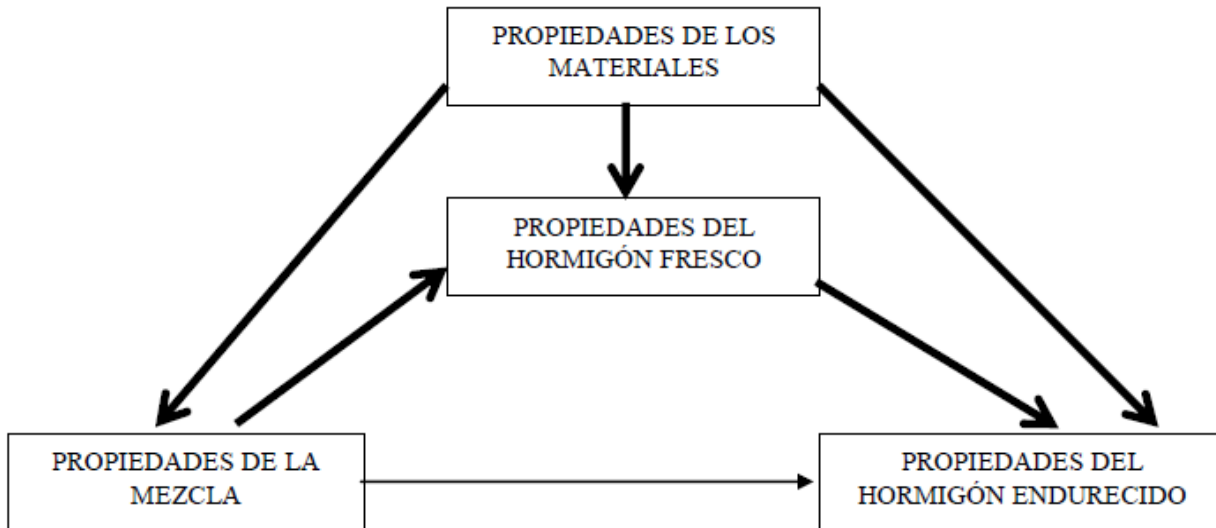 PROPIEDADES DE LOS
MATERIALES
PROPIEDADES DEL
HORMIGÓN FRESCO
PROPIEDADES DE LA
MEZCLA
PROPIEDADES DEL
HORMIGÓN ENDURECIDO